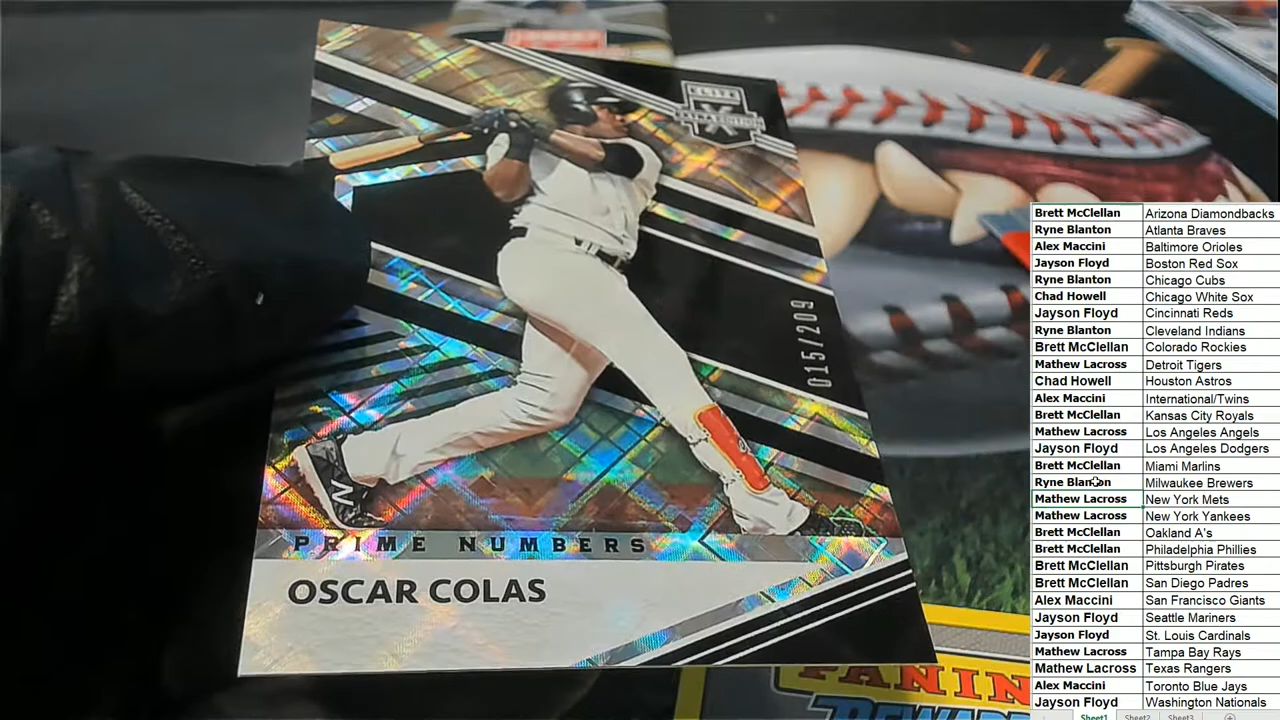 ELITE
EXTRA EDITION
015/209
PRIME NUMBERS
OSCAR COLAS
PANINI
REWARDS
Brett McClellan Arizona Diamondbacks
Ryne Blanton Atlanta Braves
Alex Maccini Baltimore Orioles
Jayson Floyd Boston Red Sox
Ryne Blanton Chicago Cubs
Chad Howell Chicago White Sox
Jayson Floyd Cincinnati Reds
Ryne Blanton Cleveland Indians
Brett McClellan Colorado Rockies
Mathew Lacross Detroit Tigers
Chad Howell Houston Astros
Alex Maccini International/Twins
Brett McClellan Kansas City Royals
Mathew Lacross Los Angeles Angels
Jayson Floyd Los Angeles Dodgers
Brett McClellan Miami Marlins
Ryne Blanton Milwaukee Brewers
Mathew Lacross New York Mets
Mathew Lacross New York Yankees
Brett McClellan Oakland A's
Brett McClellan Philadelphia Phillies
Brett McClellan Pittsburgh Pirates
Brett McClellan San Diego Padres
Alex Maccini San Francisco Giants
Jayson Floyd Seattle Mariners
Jayson Floyd St. Louis Cardinals
Mathew Lacross Tampa Bay Rays
Mathew Lacross Texas Rangers
Alex Maccini Toronto Blue Jays
Jayson Floyd Washington Nationals
Sheet1 Sheet2 Sheet3